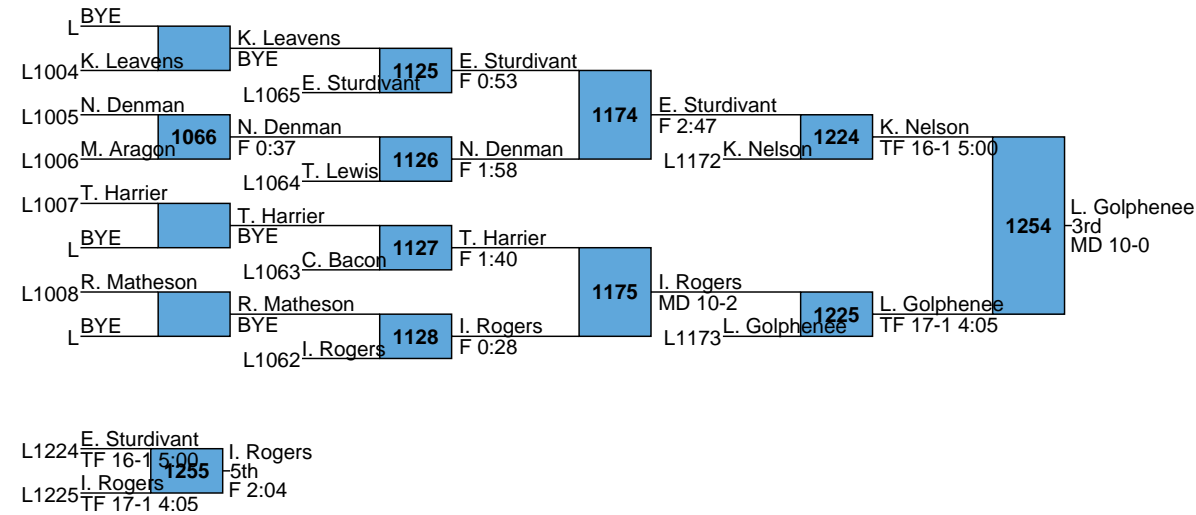 BYE
L
K. Leavens
L1004
K. Leavens
BYE
1125
E. Sturdivant
L1065
E. Sturdivant
F 0:53
N. Denman
L1005
1066
M. Aragon
L1006
N. Denman
F 0:37
1126
T. Lewis
L1064
N. Denman
F 1:58
1174
E. Sturdivant
F 2:47
1224
K. Nelson
L1172
K. Nelson
TF 16-1 5:00
T. Harrier
L1007
BYE
L
T. Harrier
BYE
1127
C. Bacon
L1063
T. Harrier
F 1:40
R. Matheson
L1008
BYE
L
R. Matheson
BYE
1128
I. Rogers
L1062
I. Rogers
F 0:28
1175
I. Rogers
MD 10-2
1225
L. Golphenee
L1173
L. Golphenee
TF 17-1 4:05
1254
L. Golphenee
3rd
MD 10-0
E. Sturdivant
L1224
TF 16-1 5:00
1255
I. Rogers
L1225
TF 17-1 4:05
I. Rogers
5th
F 2:04